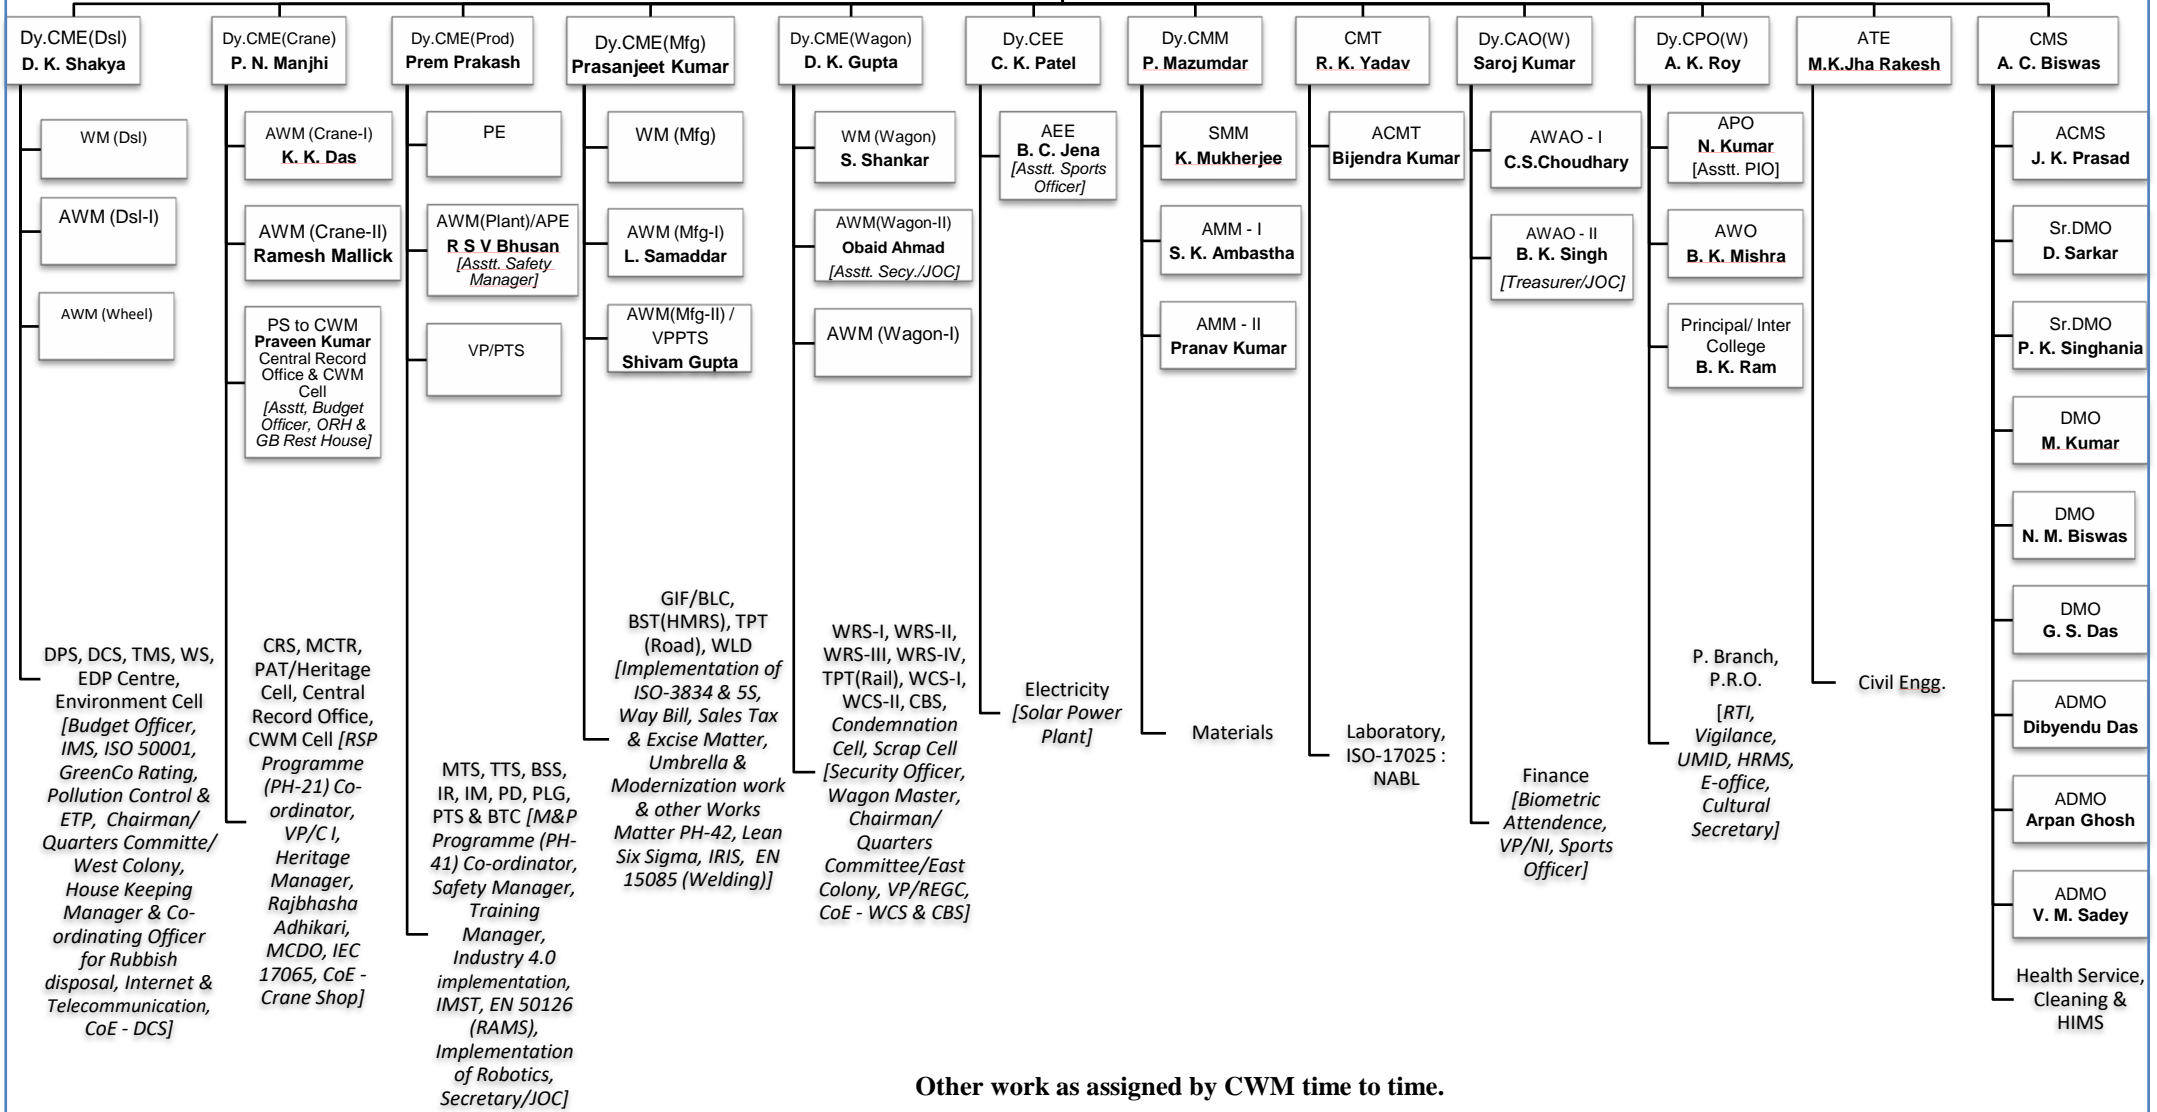 Dy.CME(Dsl)
D. K. Shakya
WM (Dsl)
AWM (Dsl-I)
AWM (Wheel)
DPS, DCS, TMS, WS,
EDP Centre,
Environment Cell
[Budget Officer,
IMS, ISO 50001,
GreenCo Rating,
Pollution Control &
ETP, Chairman/
Quarters Committe/
West Colony,
House Keeping
Manager & Co-
ordinating Officer
for Rubbish
disposal, Internet &
Telecommunication,
CoE - DCS]
Dy.CME(Crane)
P. N. Manjhi
AWM (Crane-I)
K. K. Das
AWM (Crane-II)
Ramesh Mallick
PS to CWM
Praveen Kumar
Central Record
Office & CWM
Cell
[Asstt, Budget
Officer, ORH &
GB Rest House]
CRS, MCTR,
PAT/Heritage
Cell, Central
Record Office,
CWM Cell [RSP
Programme
(PH-21) Co-
ordinator,
VP/C I,
Heritage
Manager,
Rajbhasha
Adhikari,
MCDO, IEC
17065, CoE -
Crane Shop]
Dy.CME(Prod)
Prem Prakash
PE
AWM(Plant)/APE
R S V Bhusan
[Asstt. Safety
Manager]
VP/PTS
MTS, TTS, BSS,
IR, IM, PD, PLG,
PTS & BTC [M&P
Programme (PH-
41) Co-ordinator,
Safety Manager,
Training
Manager,
Industry 4.0
implementation,
IMST, EN 50126
(RAMS),
Implementation
of Robotics,
Secretary/JOC]
Dy.CME(Mfg)
Prasanjeet Kumar
WM (Mfg)
AWM (Mfg-I)
L. Samaddar
AWM(Mfg-II) /
VPPTS
Shivam Gupta
GIF/BLC,
BST(HMRS), TPT
(Road), WLD
[Implementation of
ISO-3834 & 5S,
Way Bill, Sales Tax
& Excise Matter,
Umbrella &
Modernization work
& other Works
Matter PH-42, Lean
Six Sigma, IRIS, EN
15085 (Welding)]
Dy.CME(Wagon)
D. K. Gupta
WM (Wagon)
S. Shankar
AWM(Wagon-II)
Obaid Ahmad
[Asstt. Secy./JOC]
AWM (Wagon-I)
WRS-I, WRS-II,
WRS-III, WRS-IV,
TPT(Rail), WCS-I,
WCS-II, CBS,
Condemnation
Cell, Scrap Cell
[Security Officer,
Wagon Master,
Chairman/
Quarters
Committee/East
Colony, VP/REGC,
CoE - WCS & CBS]
Dy.CEE
C. K. Patel
AEE
B. C. Jena
[Asstt. Sports
Officer]
Electricity
[Solar Power
Plant]
Dy.CMM
P. Mazumdar
SMM
K. Mukherjee
AMM - I
S. K. Ambastha
AMM - II
Pranav Kumar
Materials
CMT
R. K. Yadav
ACMT
Bijendra Kumar
Laboratory,
ISO-17025 :
NABL
Dy.CAO(W)
Saroj Kumar
AWAO - I
C.S.Choudhary
AWAO - II
B. K. Singh
[Treasurer/JOC]
Finance
[Biometric
Attendence,
VP/NI, Sports
Officer]
Dy.CPO(W)
A. K. Roy
APO
N. Kumar
[Asstt. PIO]
AWO
B. K. Mishra
Principal/ Inter
College
B. K. Ram
P. Branch,
P.R.O.
[RTI,
Vigilance,
UMID, HRMS,
E-office,
Cultural
Secretary]
ATE
M.K.Jha Rakesh
Civil Engg.
CMS
A. C. Biswas
ACMS
J. K. Prasad
Sr.DMO
D. Sarkar
Sr.DMO
P. K. Singhania
DMO
M. Kumar
DMO
N. M. Biswas
DMO
G. S. Das
ADMO
Dibyendu Das
ADMO
Arpan Ghosh
ADMO
V. M. Sadey
Health Service,
Cleaning &
HIMS
Other work as assigned by CWM time to time.